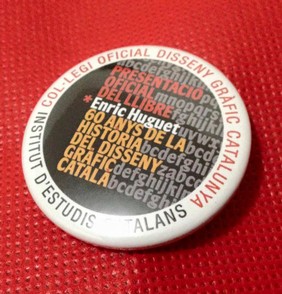 COL·LEGI OFICIAL DISSENY GRÀFIC CATALUNYA
INSTITUT D'ESTUDIS CATALANS
PRESENTACIÓ
OFICIAL
DEL LLIBRE
*Enric Huguet
60 ANYS DE LA
HISTÒRIA
DEL DISSENY
GRÀFIC
CATALÀ